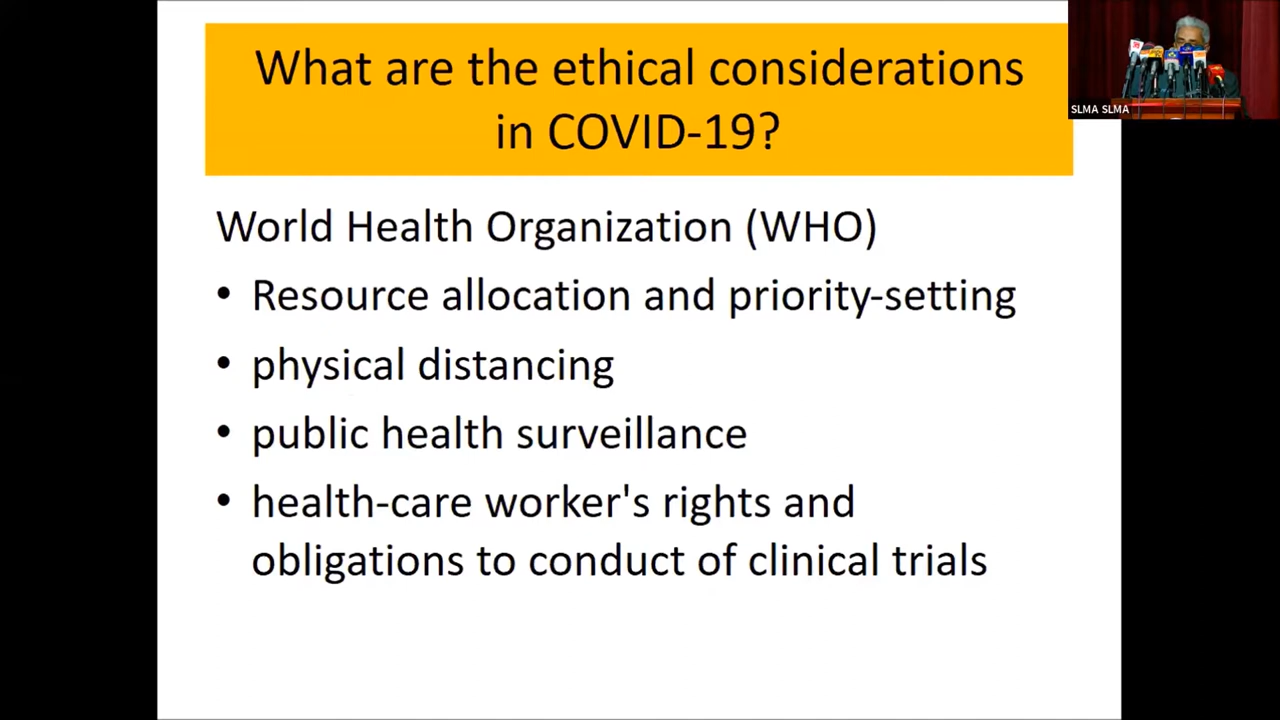 What are the ethical considerations
in COVID-19?
SLMA SLMA
World Health Organization (WHO)
• Resource allocation and priority-setting
• physical distancing
• public health surveillance
• health-care worker's rights and
obligations to conduct of clinical trials